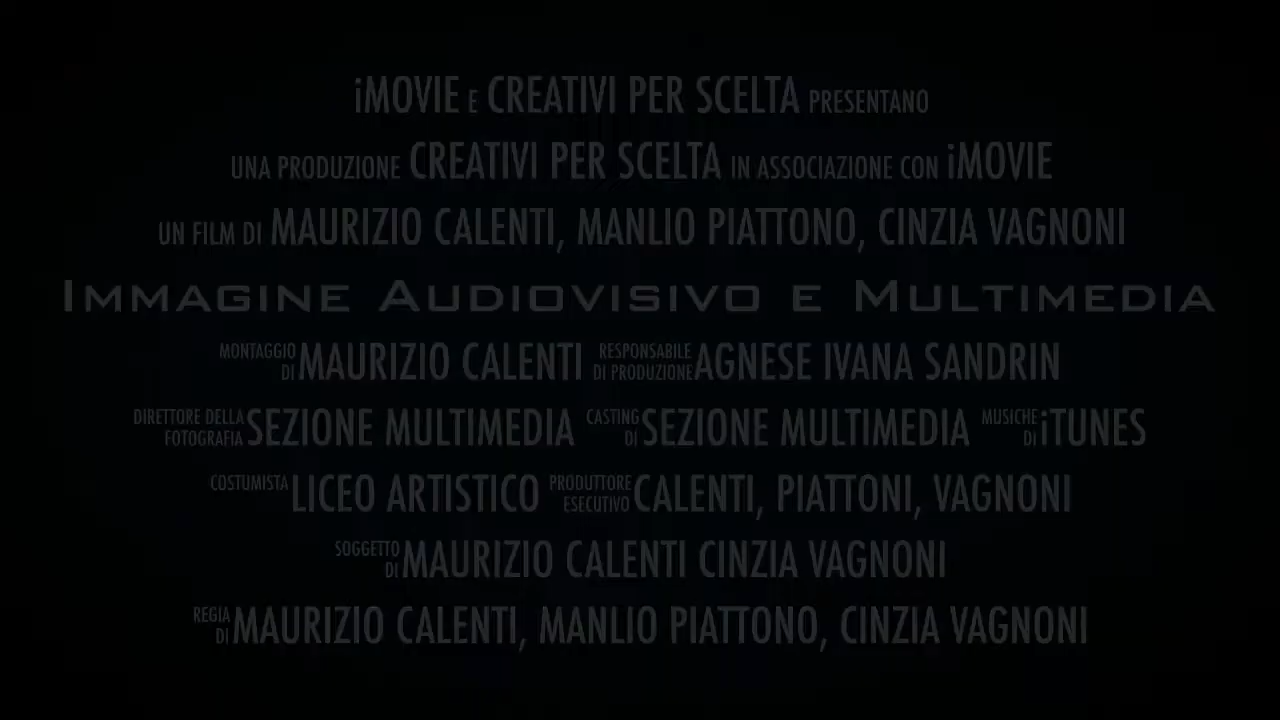 iMOVIE E CREATIVI PER SCELTA PRESENTANO
UNA PRODUZIONE CREATIVI PER SCELTA IN ASSOCIAZIONE CON iMOVIE
UN FILM DI MAURIZIO CALENTI, MANLIO PIATTONO, CINZIA VAGNONI
IMMAGINE AUDIOVISIVO E MULTIMEDIA
MONTAGGIO DI MAURIZIO CALENTI RESPONSABILE DI PRODUZIONE AGNESE IVANA SANDRIN
DIRETTORE DELLA FOTOGRAFIA SEZIONE MULTIMEDIA CASTING DI SEZIONE MULTIMEDIA MUSICHE DI iTUNES
COSTUMISTA LICEO ARTISTICO PRODUTTORE ESECUTIVO CALENTI, PIATTONI, VAGNONI
SOGGETTO DI MAURIZIO CALENTI CINZIA VAGNONI
REGIA DI MAURIZIO CALENTI, MANLIO PIATTONO, CINZIA VAGNONI